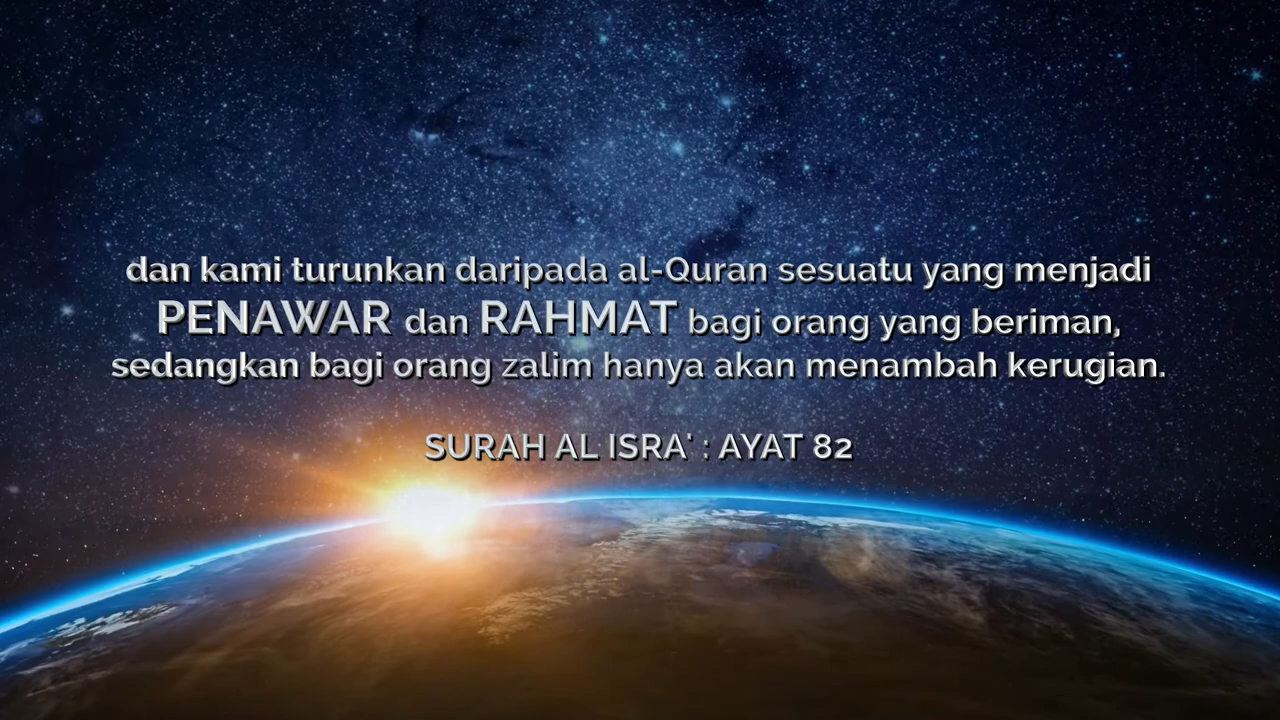 dan kami turunkan daripada al-Quran sesuatu yang menjadi
PENAWAR dan RAHMAT bagi orang yang beriman,
sedangkan bagi orang zalim hanya akan menambah kerugian.
SURAH AL ISRA' : AYAT 82